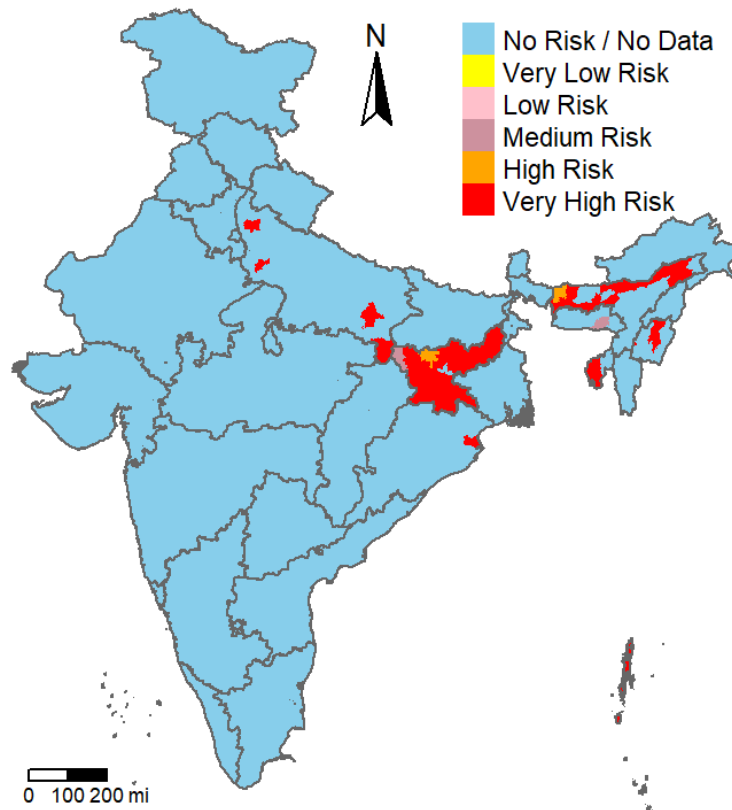 N
No Risk / No Data
Very Low Risk
Low Risk
Medium Risk
High Risk
Very High Risk
0 100 200 mi